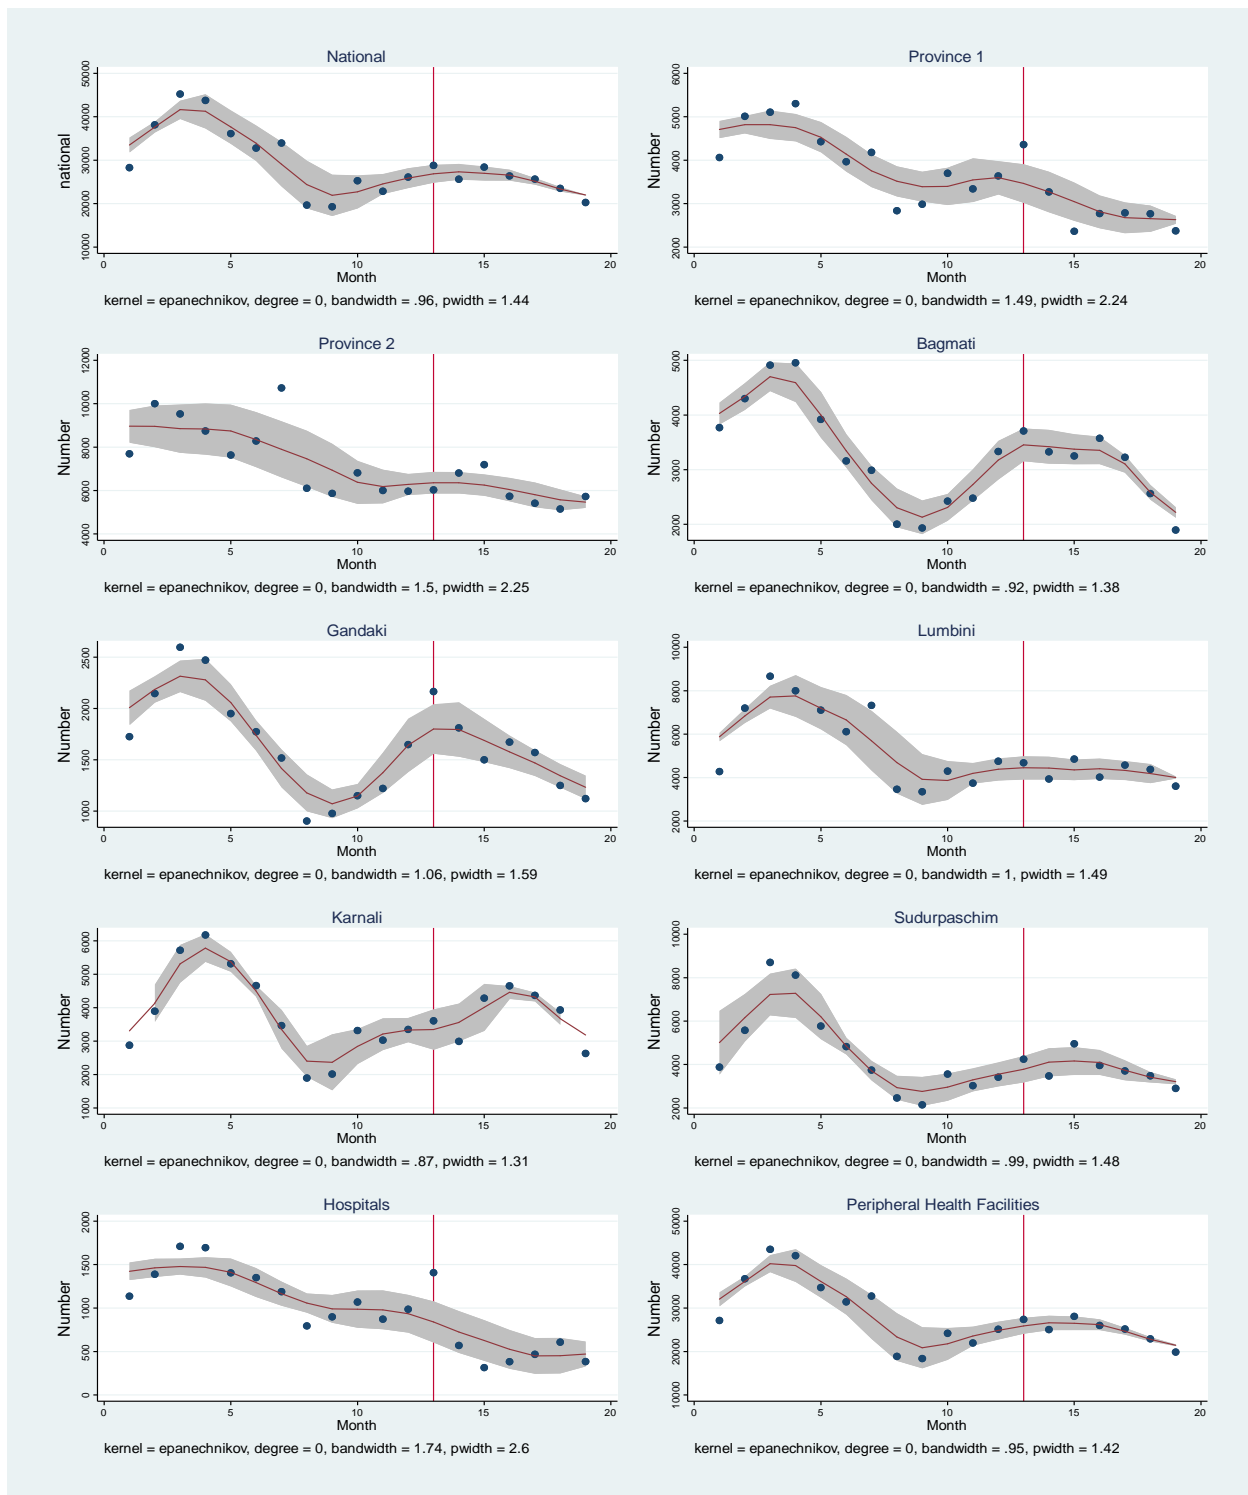 National
national
50000
40000
30000
20000
10000
0 5 10 15 20
Month
kernel = epanechnikov, degree = 0, bandwidth = .96, pwidth = 1.44
Province 1
Number
6000
5000
4000
3000
2000
0 5 10 15 20
Month
kernel = epanechnikov, degree = 0, bandwidth = 1.49, pwidth = 2.24
Province 2
Number
12000
10000
8000
6000
4000
0 5 10 15 20
Month
kernel = epanechnikov, degree = 0, bandwidth = 1.5, pwidth = 2.25
Bagmati
Number
5000
4000
3000
2000
0 5 10 15 20
Month
kernel = epanechnikov, degree = 0, bandwidth = .92, pwidth = 1.38
Gandaki
Number
2500
2000
1500
1000
0 5 10 15 20
Month
kernel = epanechnikov, degree = 0, bandwidth = 1.06, pwidth = 1.59
Lumbini
Number
10000
8000
6000
4000
2000
0 5 10 15 20
Month
kernel = epanechnikov, degree = 0, bandwidth = 1, pwidth = 1.49
Karnali
Number
6000
5000
4000
3000
2000
1000
0 5 10 15 20
Month
kernel = epanechnikov, degree = 0, bandwidth = .87, pwidth = 1.31
Sudurpaschim
Number
10000
8000
6000
4000
2000
0 5 10 15 20
Month
kernel = epanechnikov, degree = 0, bandwidth = .99, pwidth = 1.48
Hospitals
Number
2000
1500
1000
500
0
0 5 10 15 20
Month
kernel = epanechnikov, degree = 0, bandwidth = 1.74, pwidth = 2.6
Peripheral Health Facilities
Number
50000
40000
30000
20000
10000
0 5 10 15 20
Month
kernel = epanechnikov, degree = 0, bandwidth = .95, pwidth = 1.42